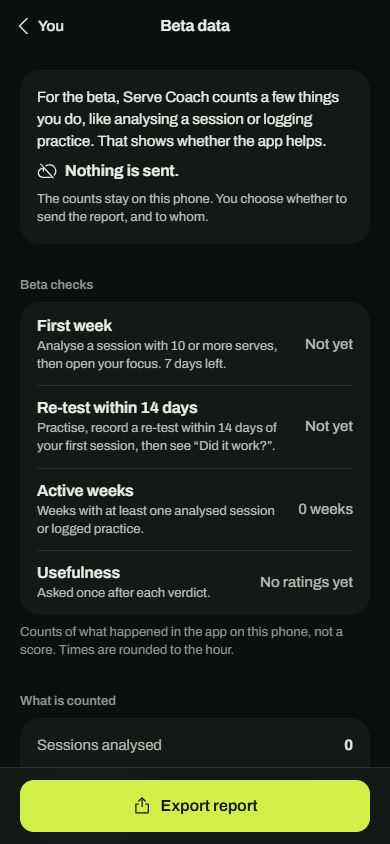 You
Beta data
For the beta, Serve Coach counts a few things
you do, like analysing a session or logging
practice. That shows whether the app helps.
Nothing is sent.
The counts stay on this phone. You choose whether to
send the report, and to whom.
Beta checks
First week
Analyse a session with 10 or more serves,
then open your focus. 7 days left.
Not yet
Re-test within 14 days
Practise, record a re-test within 14 days of
your first session, then see “Did it work?”.
Not yet
Active weeks
Weeks with at least one analysed session
or logged practice.
0 weeks
Usefulness
Asked once after each verdict.
No ratings yet
Counts of what happened in the app on this phone, not a
score. Times are rounded to the hour.
What is counted
Sessions analysed
0
Export report